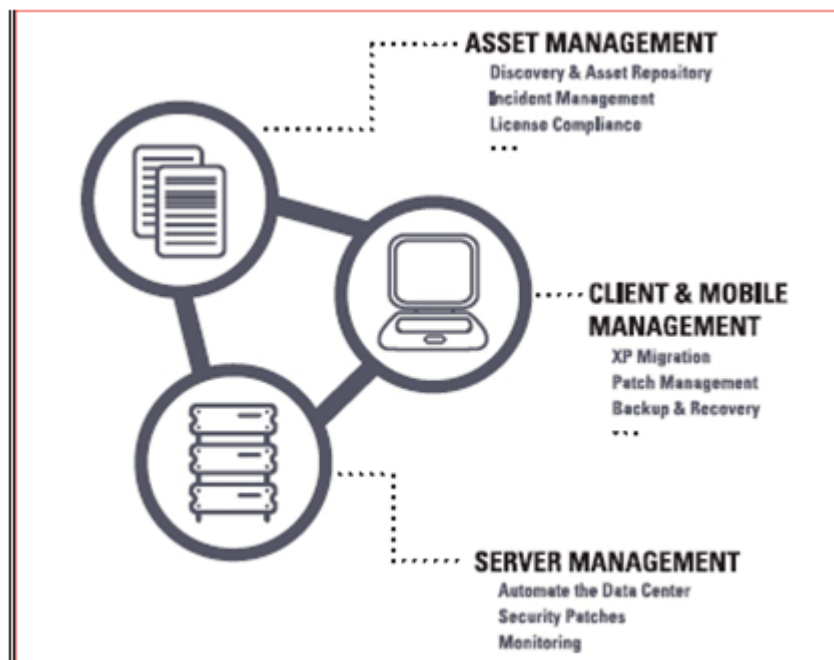 ASSET MANAGEMENT
Discovery & Asset Repository
Incident Management
License Compliance
...
CLIENT & MOBILE
MANAGEMENT
XP Migration
Patch Management
Backup & Recovery
...
SERVER MANAGEMENT
Automate the Data Center
Security Patches
Monitoring